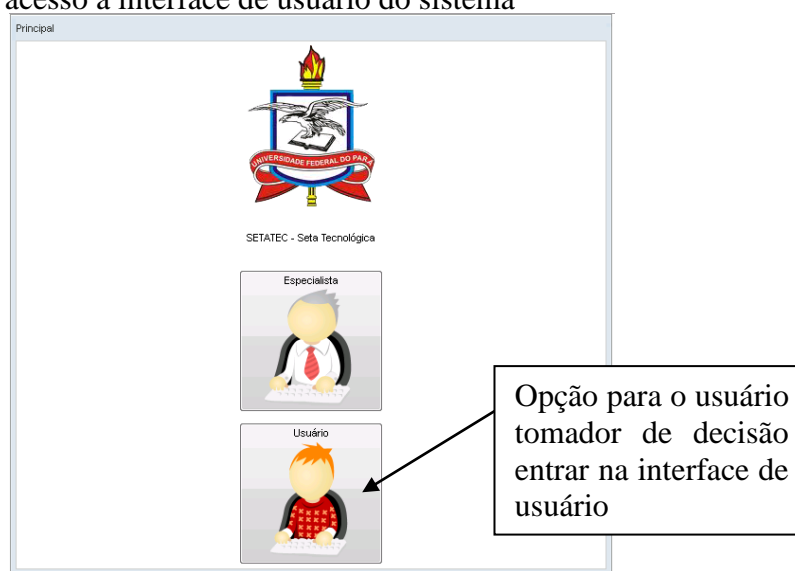 acesso a interface de usuário do sistema
Principal
UNIVERSIDADE FEDERAL DO PARÁ
SETATEC - Seta Tecnológica
Especialista
Usuário
Opção para o usuário
tomador de decisão
entrar na interface de
usuário